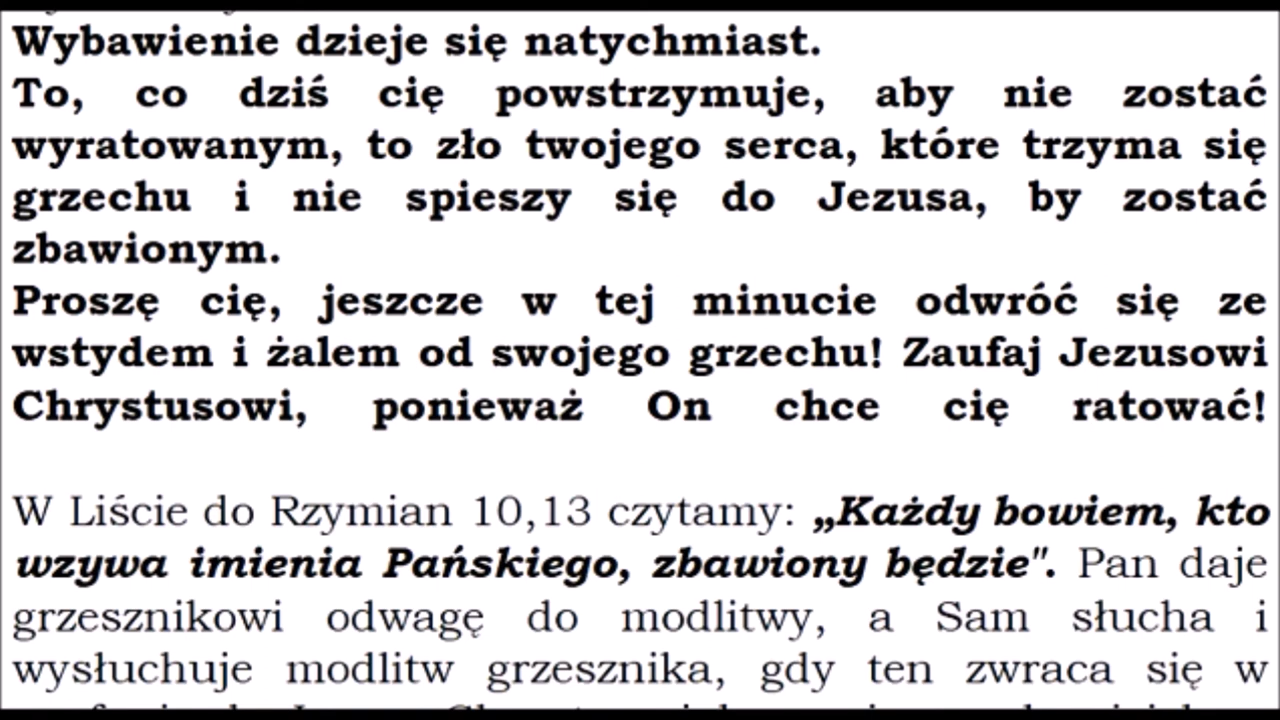 Wybawienie dzieje się natychmiast.
To, co dziś cię powstrzymuje, aby nie zostać
wyratowanym, to zło twojego serca, które trzyma się
grzechu i nie spieszy się do Jezusa, by zostać
zbawionym.
Proszę cię, jeszcze w tej minucie odwróć się ze
wstydem i żalem od swojego grzechu! Zaufaj Jezusowi
Chrystusowi, ponieważ On chce cię ratować!
W Liście do Rzymian 10,13 czytamy: „Każdy bowiem, kto
wzywa imienia Pańskiego, zbawiony będzie". Pan daje
grzesznikowi odwagę do modlitwy, a Sam słucha i
wysłuchuje modlitw grzesznika, gdy ten zwraca się w